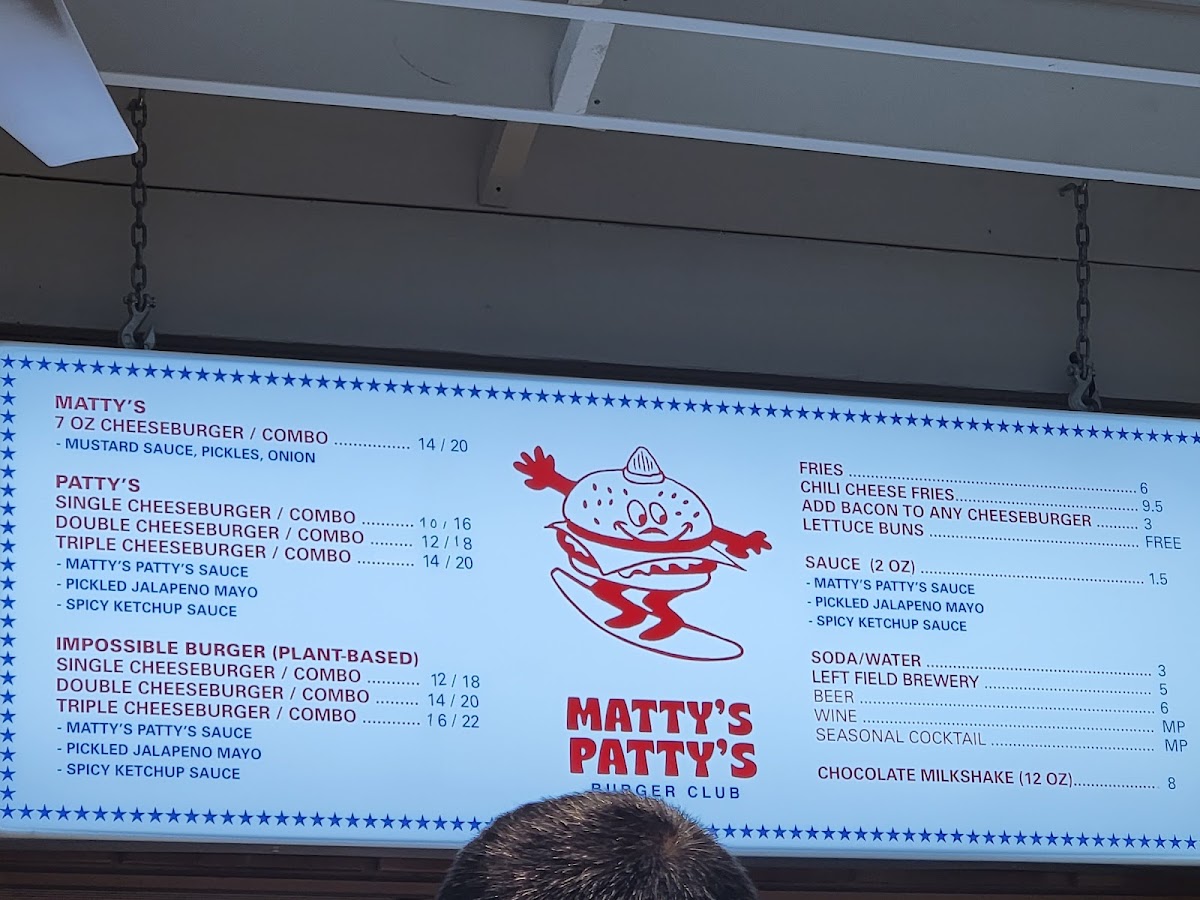 MATTY'S
7 OZ CHEESEBURGER / COMBO ................ 14 / 20
- MUSTARD SAUCE, PICKLES, ONION
PATTY'S
SINGLE CHEESEBURGER / COMBO .......... 10 / 16
DOUBLE CHEESEBURGER / COMBO ........ 12 / 18
TRIPLE CHEESEBURGER / COMBO ........... 14 / 20
- MATTY'S PATTY'S SAUCE
- PICKLED JALAPENO MAYO
- SPICY KETCHUP SAUCE
IMPOSSIBLE BURGER (PLANT-BASED)
SINGLE CHEESEBURGER / COMBO .......... 12 / 18
DOUBLE CHEESEBURGER / COMBO ........ 14 / 20
TRIPLE CHEESEBURGER / COMBO ........... 16 / 22
- MATTY'S PATTY'S SAUCE
- PICKLED JALAPENO MAYO
- SPICY KETCHUP SAUCE
MATTY'S
PATTY'S
BURGER CLUB
FRIES ........................................................ 6
CHILI CHEESE FRIES................................... 9.5
ADD BACON TO ANY CHEESEBURGER ........ 3
LETTUCE BUNS ........................................ FREE
SAUCE (2 OZ) ........................................... 1.5
- MATTY'S PATTY'S SAUCE
- PICKLED JALAPENO MAYO
- SPICY KETCHUP SAUCE
SODA/WATER ........................................... 3
LEFT FIELD BREWERY ................................ 5
BEER ......................................................... 6
WINE ......................................................... MP
SEASONAL COCKTAIL ................................ MP
CHOCOLATE MILKSHAKE (12 OZ)................. 8